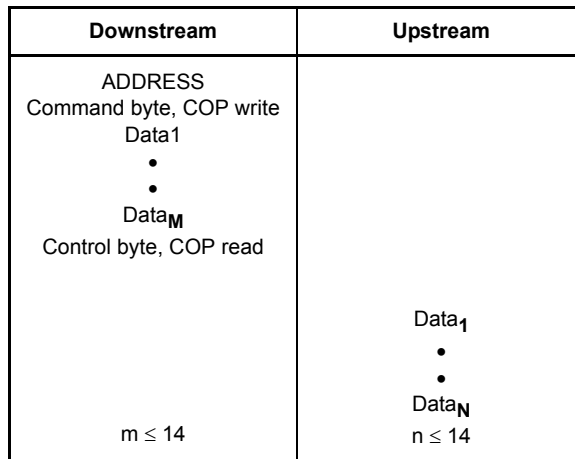 Downstream Upstream
ADDRESS
Command byte, COP write
Data1
•
•
DataM
Control byte, COP read
Data1
•
•
DataN
m ≤ 14 n ≤ 14